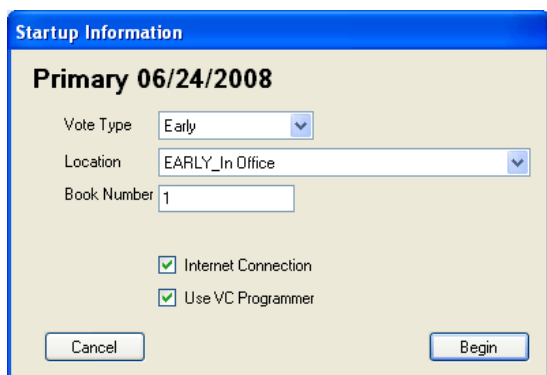 Startup Information
Primary 06/24/2008
Vote Type Early
Location EARLY_In Office
Book Number 1
Internet Connection
Use VC Programmer
Cancel Begin